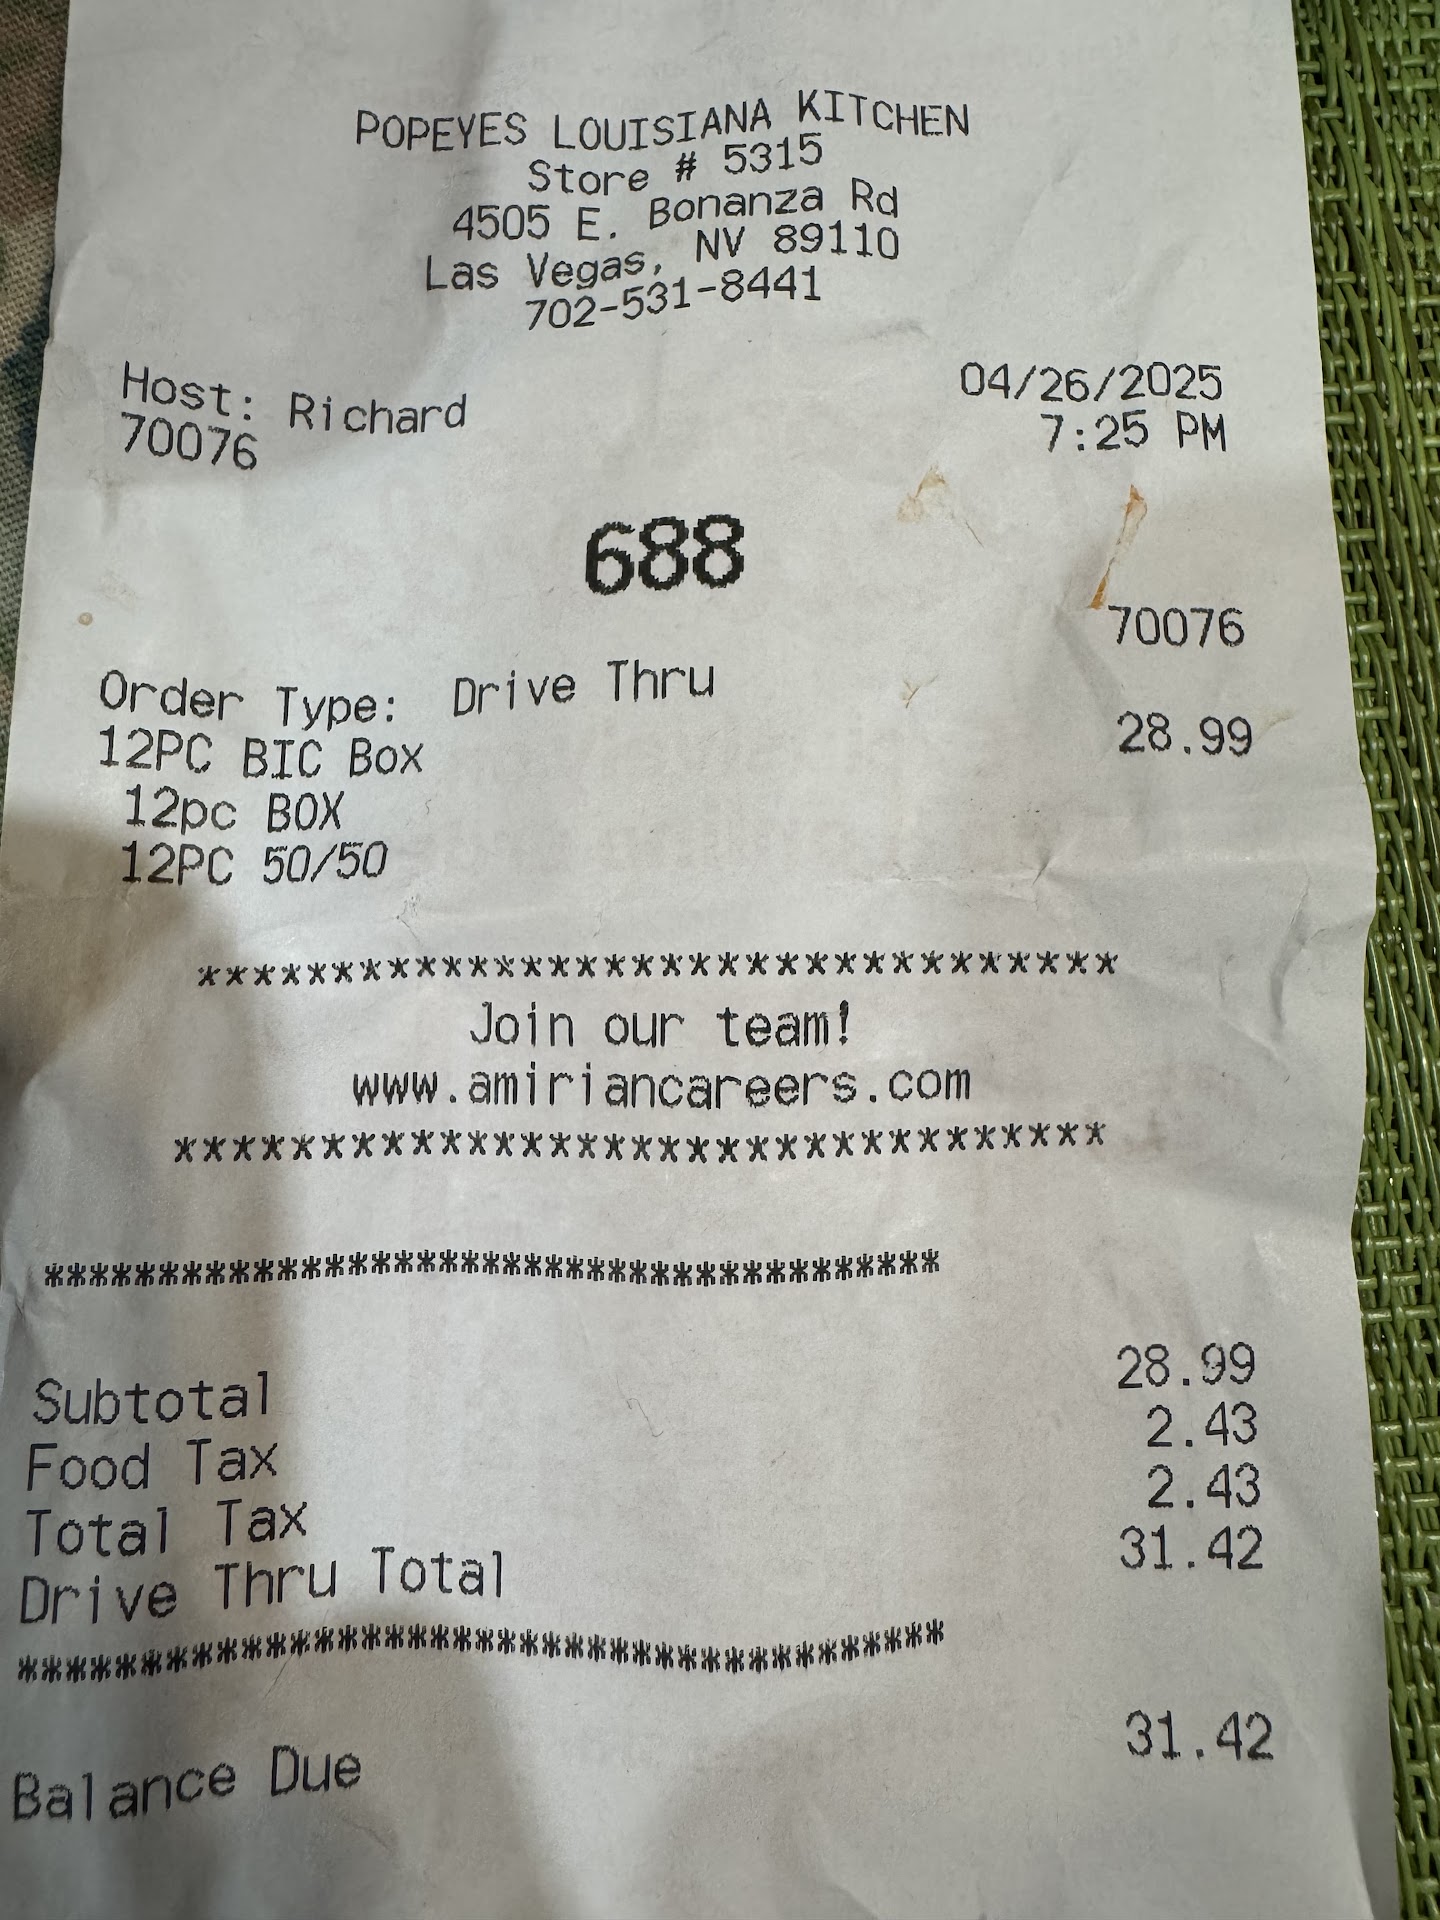 POPEYES LOUISIANA KITCHEN
Store # 5315
4505 E. Bonanza Rd
Las Vegas, NV 89110
702-531-8441
Host: Richard 04/26/2025
70076 7:25 PM
688
70076
Order Type: Drive Thru
12PC BIC Box 28.99
12pc BOX
12PC 50/50
*********************************
Join our team!
www.amiriancareers.com
********************************
**************************************
Subtotal 28.99
Food Tax 2.43
Total Tax 2.43
Drive Thru Total 31.42
**************************************
Balance Due 31.42